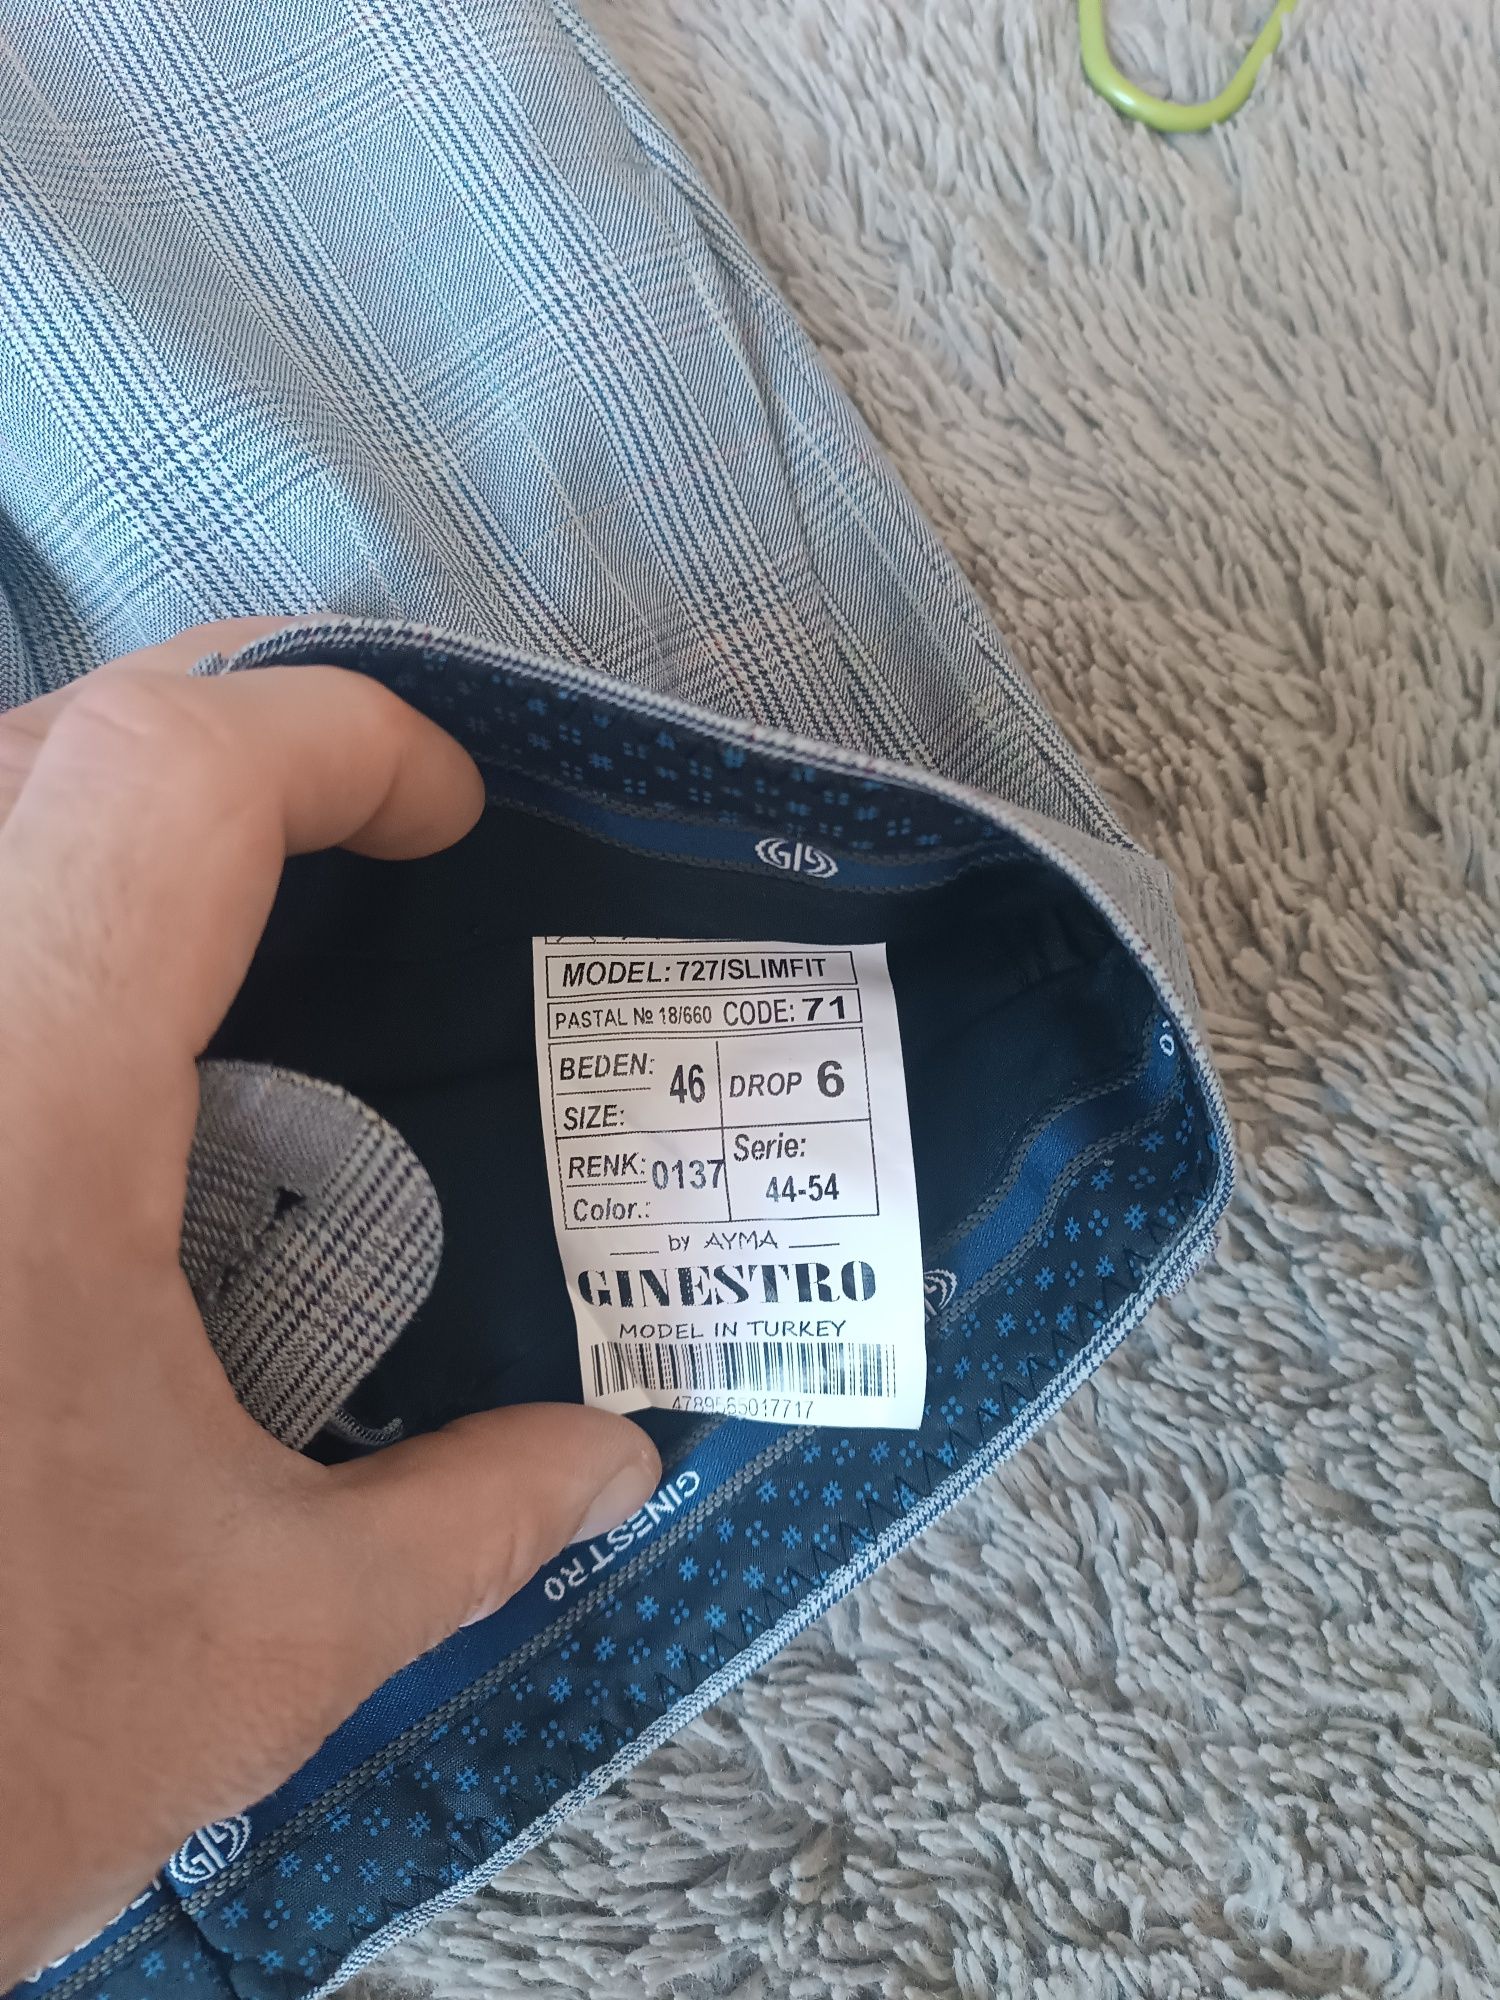 MODEL: 727/SLIMFIT
PASTAL № 18/660 CODE: 71
BEDEN: 46 DROP 6
SIZE:
RENK: 0137 Serie:
Color.: 44-54
by AYMA
GINESTRO
MODEL IN TURKEY
4789565017717
GINESTRO